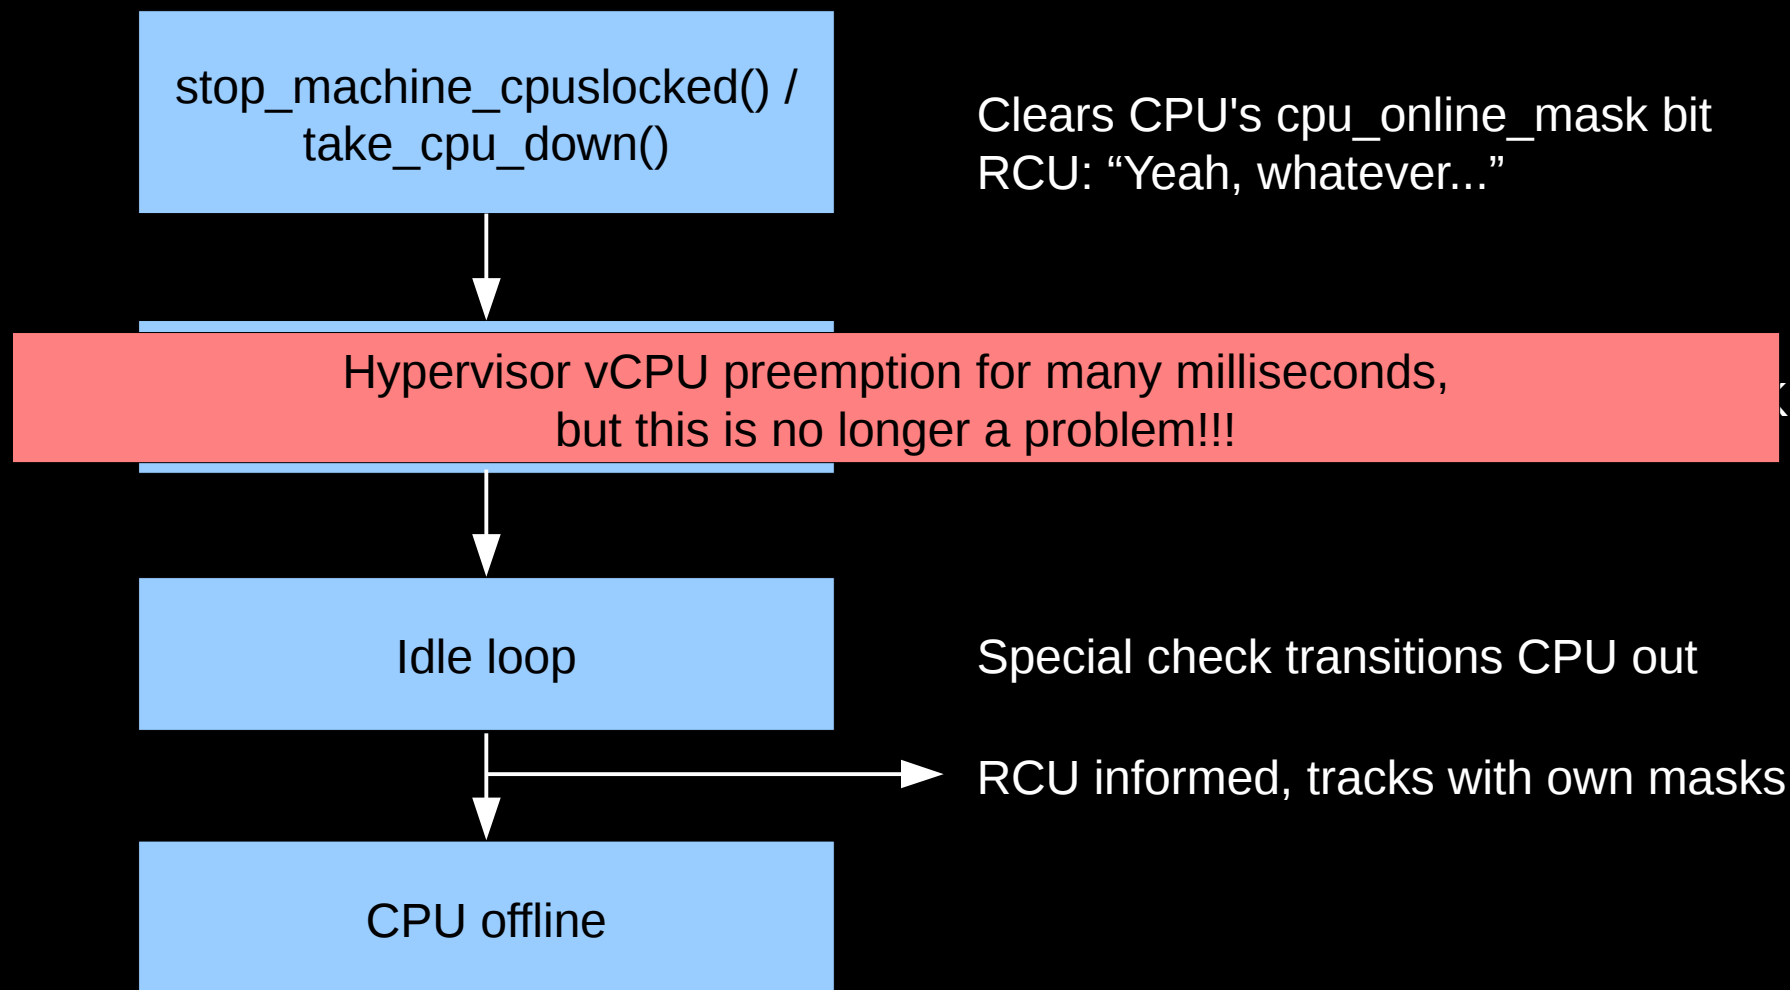 stop_machine_cpuslocked() /
take_cpu_down()
Clears CPU's cpu_online_mask bit
RCU: “Yeah, whatever...”
Hypervisor vCPU preemption for many milliseconds,
but this is no longer a problem!!!
Idle loop
Special check transitions CPU out
RCU informed, tracks with own masks
CPU offline